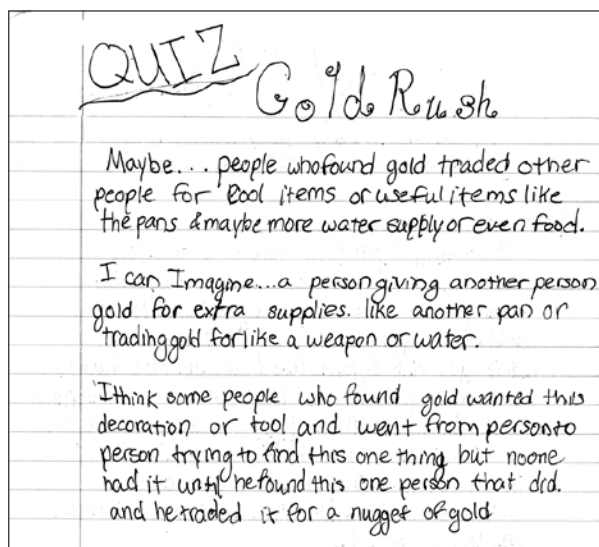 QUIZ
Gold Rush
Maybe... people who found gold traded other
people for cool items or useful items like
the pans & maybe more water supply or even food.
I can Imagine... a person giving another person
gold for extra supplies. like another pan or
trading gold for like a weapon or water.
I think some people who found gold wanted this
decoration or tool and went from person to
person trying to find this one thing but no one
had it until he found this one person that did.
and he traded it for a nugget of gold